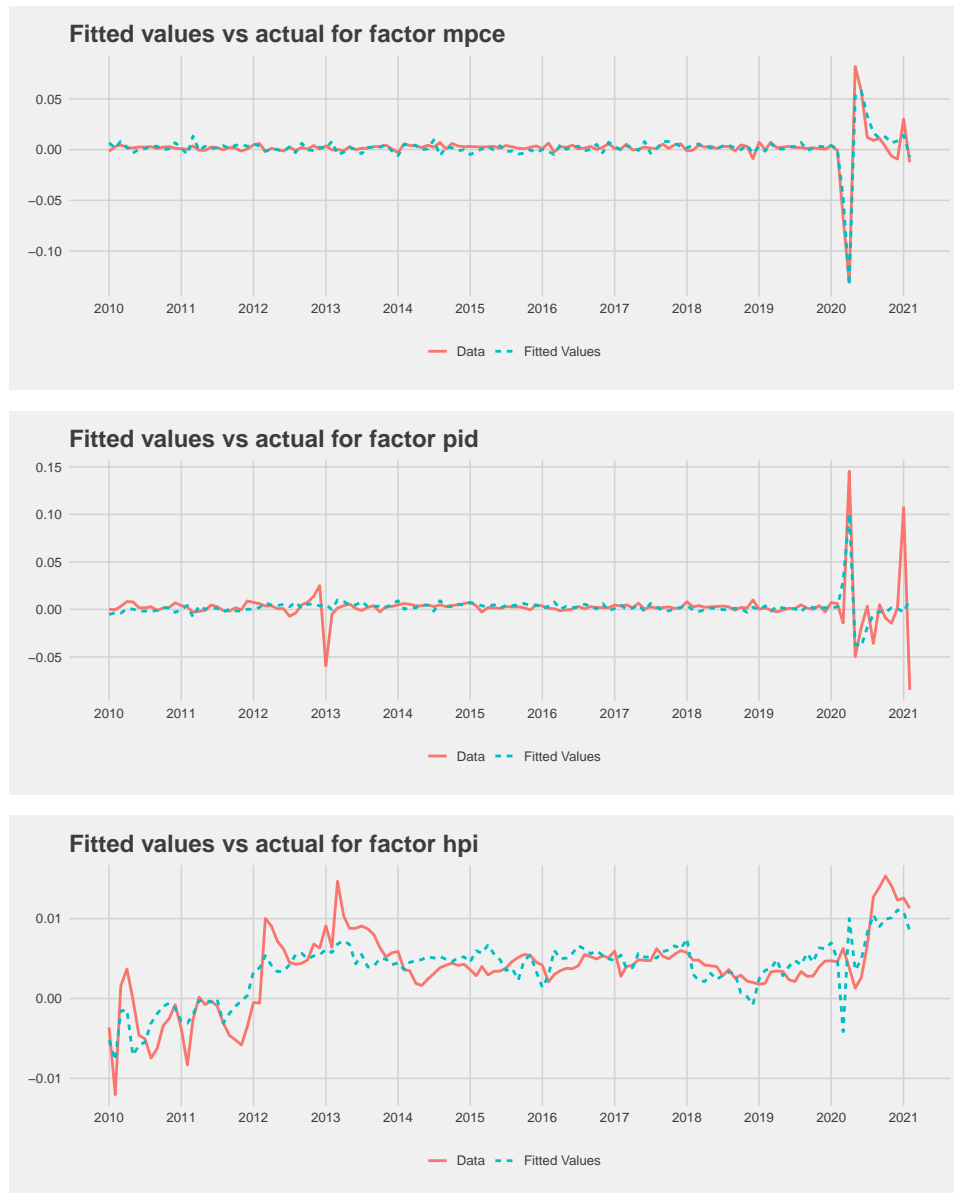 Fitted values vs actual for factor mpce
0.05
0.00
−0.05
−0.10
2010 2011 2012 2013 2014 2015 2016 2017 2018 2019 2020 2021
Data Fitted Values
Fitted values vs actual for factor pid
0.15
0.10
0.05
0.00
−0.05
2010 2011 2012 2013 2014 2015 2016 2017 2018 2019 2020 2021
Data Fitted Values
Fitted values vs actual for factor hpi
0.01
0.00
−0.01
2010 2011 2012 2013 2014 2015 2016 2017 2018 2019 2020 2021
Data Fitted Values